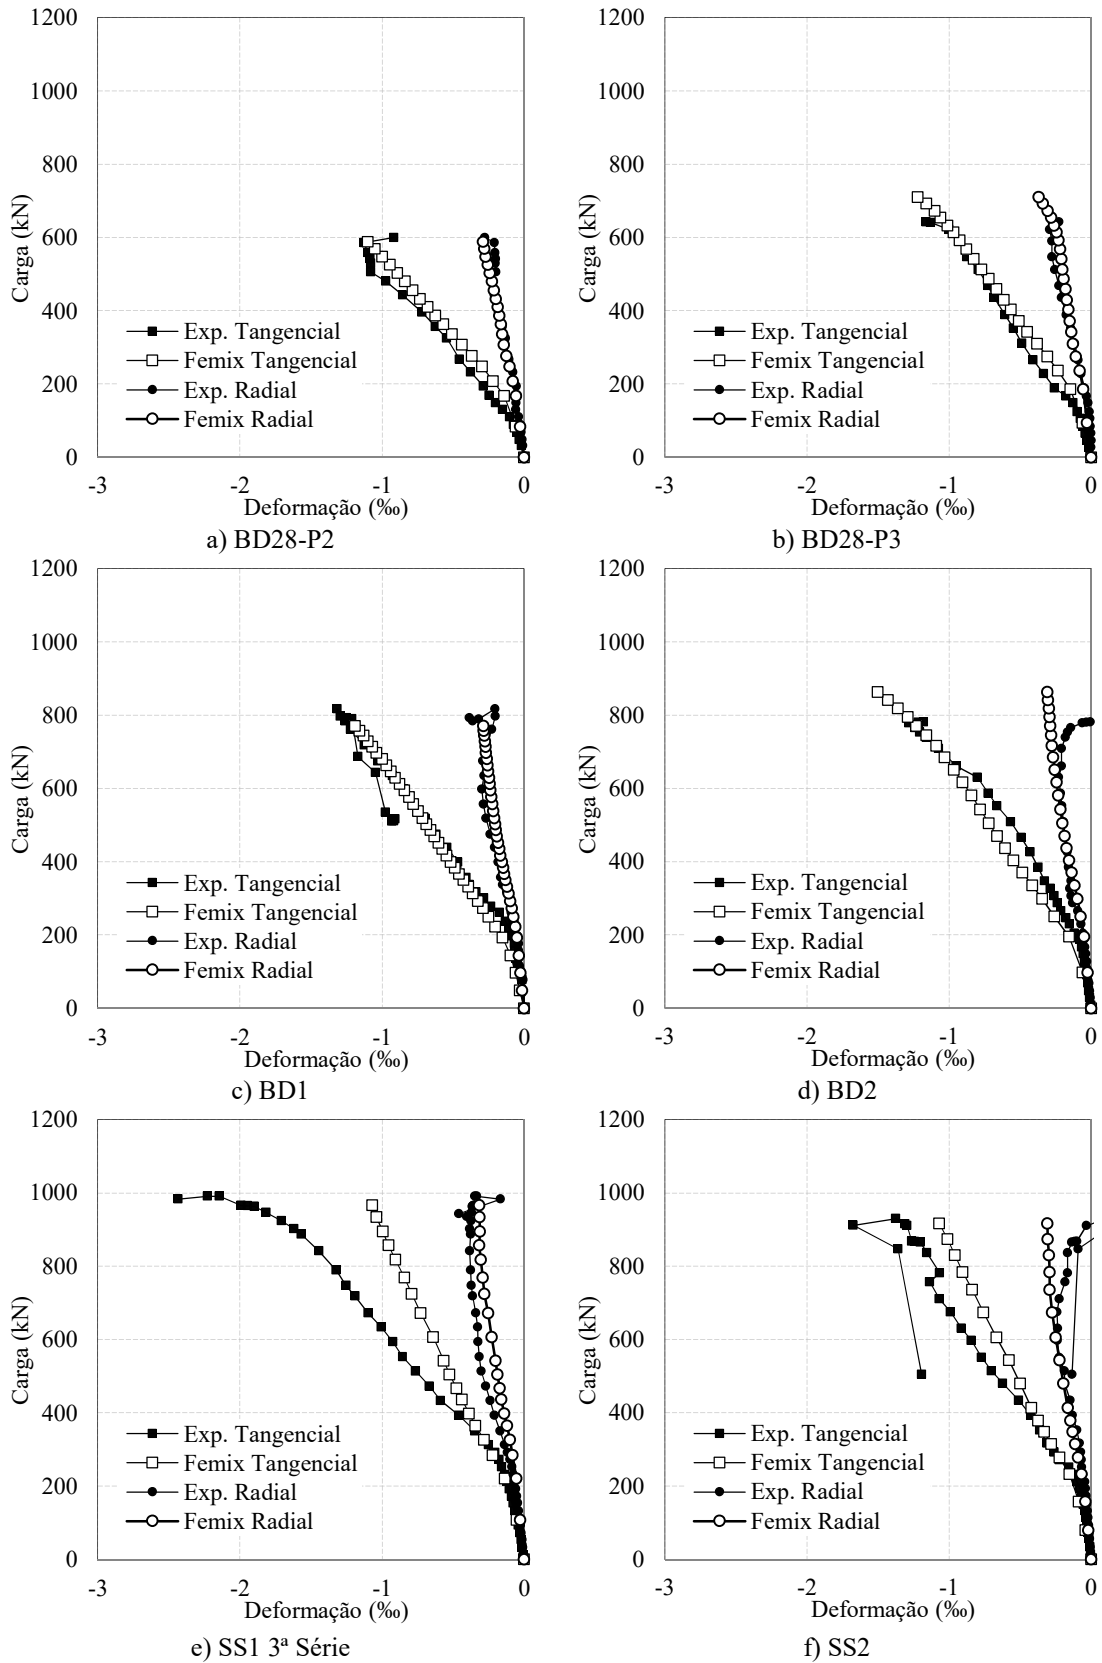 1200
1000
800
600
400
200
0
Carga (kN)
Exp. Tangencial
Femix Tangencial
Exp. Radial
Femix Radial
-3 -2 -1 0
Deformação (‰)
a) BD28-P2
1200
1000
800
600
400
200
0
Carga (kN)
Exp. Tangencial
Femix Tangencial
Exp. Radial
Femix Radial
-3 -2 -1 0
Deformação (‰)
b) BD28-P3
1200
1000
800
600
400
200
0
Carga (kN)
Exp. Tangencial
Femix Tangencial
Exp. Radial
Femix Radial
-3 -2 -1 0
Deformação (‰)
c) BD1
1200
1000
800
600
400
200
0
Carga (kN)
Exp. Tangencial
Femix Tangencial
Exp. Radial
Femix Radial
-3 -2 -1 0
Deformação (‰)
d) BD2
1200
1000
800
600
400
200
0
Carga (kN)
Exp. Tangencial
Femix Tangencial
Exp. Radial
Femix Radial
-3 -2 -1 0
Deformação (‰)
e) SS1 3ª Série
1200
1000
800
600
400
200
0
Carga (kN)
Exp. Tangencial
Femix Tangencial
Exp. Radial
Femix Radial
-3 -2 -1 0
Deformação (‰)
f) SS2